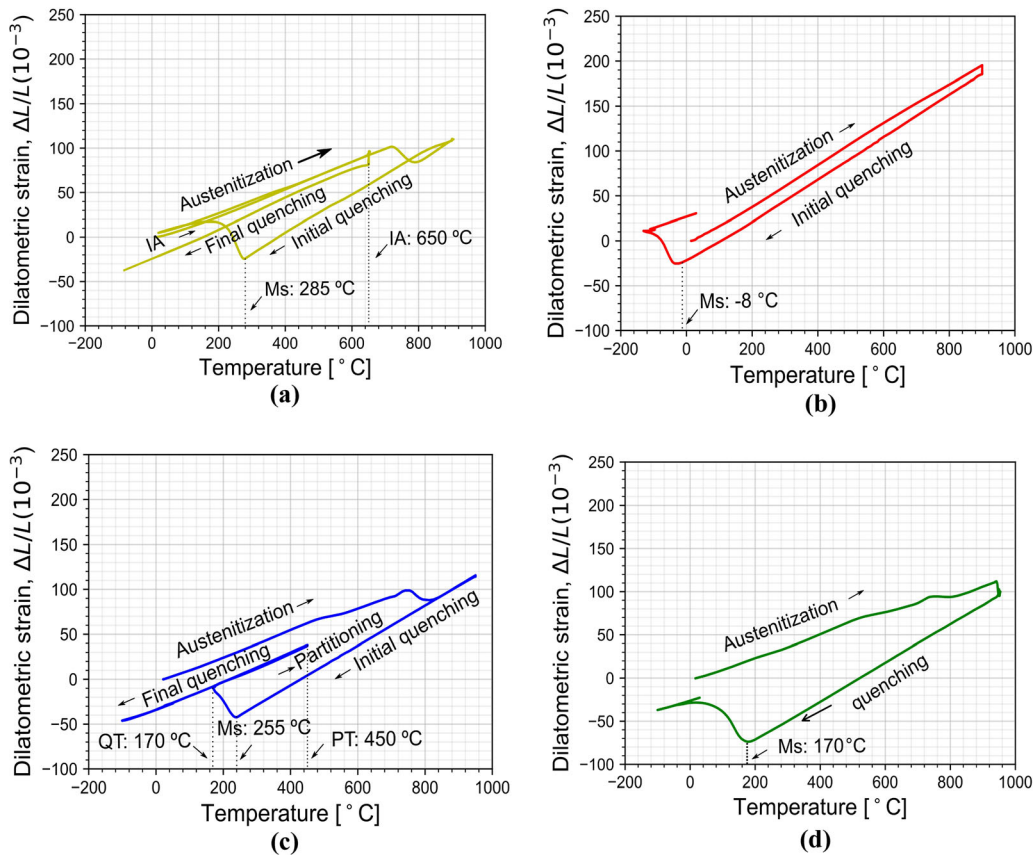 Dilatometric strain, ΔL/L(10⁻³)
250
200
150
100
50
0
−50
−100
−200
0
200
400
600
800
1000
Temperature [ ° C]
Austenitization
IA
Final quenching
Initial quenching
IA: 650 ºC
Ms: 285 ºC
(a)
Dilatometric strain, ΔL/L(10⁻³)
250
200
150
100
50
0
−50
−100
−200
0
200
400
600
800
1000
Temperature [ ° C]
Austenitization
Initial quenching
Ms: -8 °C
(b)
Dilatometric strain, ΔL/L(10⁻³)
250
200
150
100
50
0
−50
−100
−200
0
200
400
600
800
1000
Temperature [ ° C]
Austenitization
Final quenching
Partitioning
Initial quenching
Ms: 255 ºC
QT: 170 ºC
PT: 450 ºC
(c)
Dilatometric strain, ΔL/L(10⁻³)
250
200
150
100
50
0
−50
−100
−200
0
200
400
600
800
1000
Temperature [ ° C]
Austenitization
quenching
Ms: 170°C
(d)